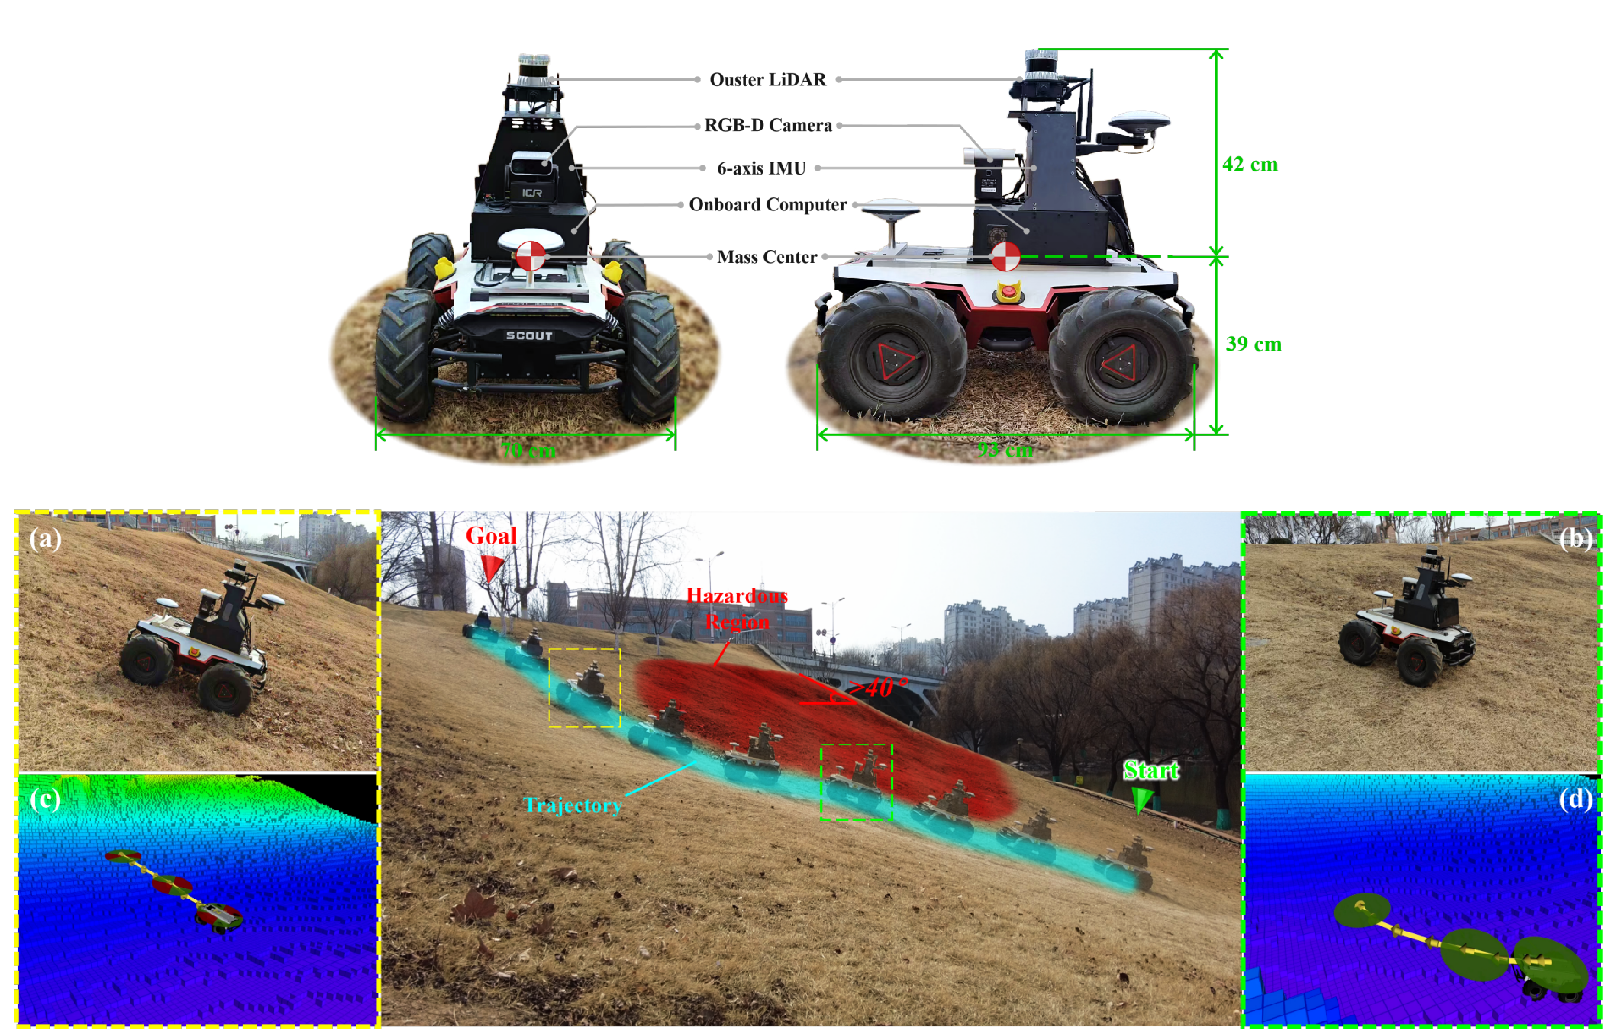 Ouster LiDAR
RGB-D Camera
6-axis IMU
Onboard Computer
Mass Center
ICSR
SCOUT
42 cm
39 cm
70 cm
93 cm
(a)
(b)
(c)
(d)
Goal
Hazardous
Region
>40°
Trajectory
Start